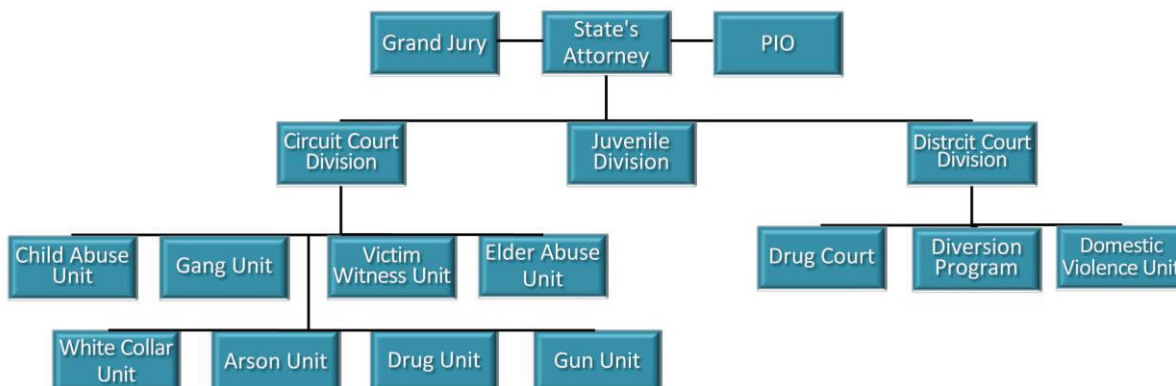 Grand Jury
State's
Attorney
PIO
Circuit Court
Division
Juvenile
Division
Distrcit Court
Division
Child Abuse
Unit
Gang Unit
Victim
Witness Unit
Elder Abuse
Unit
Drug Court
Diversion
Program
Domestic
Violence Unit
White Collar
Unit
Arson Unit
Drug Unit
Gun Unit